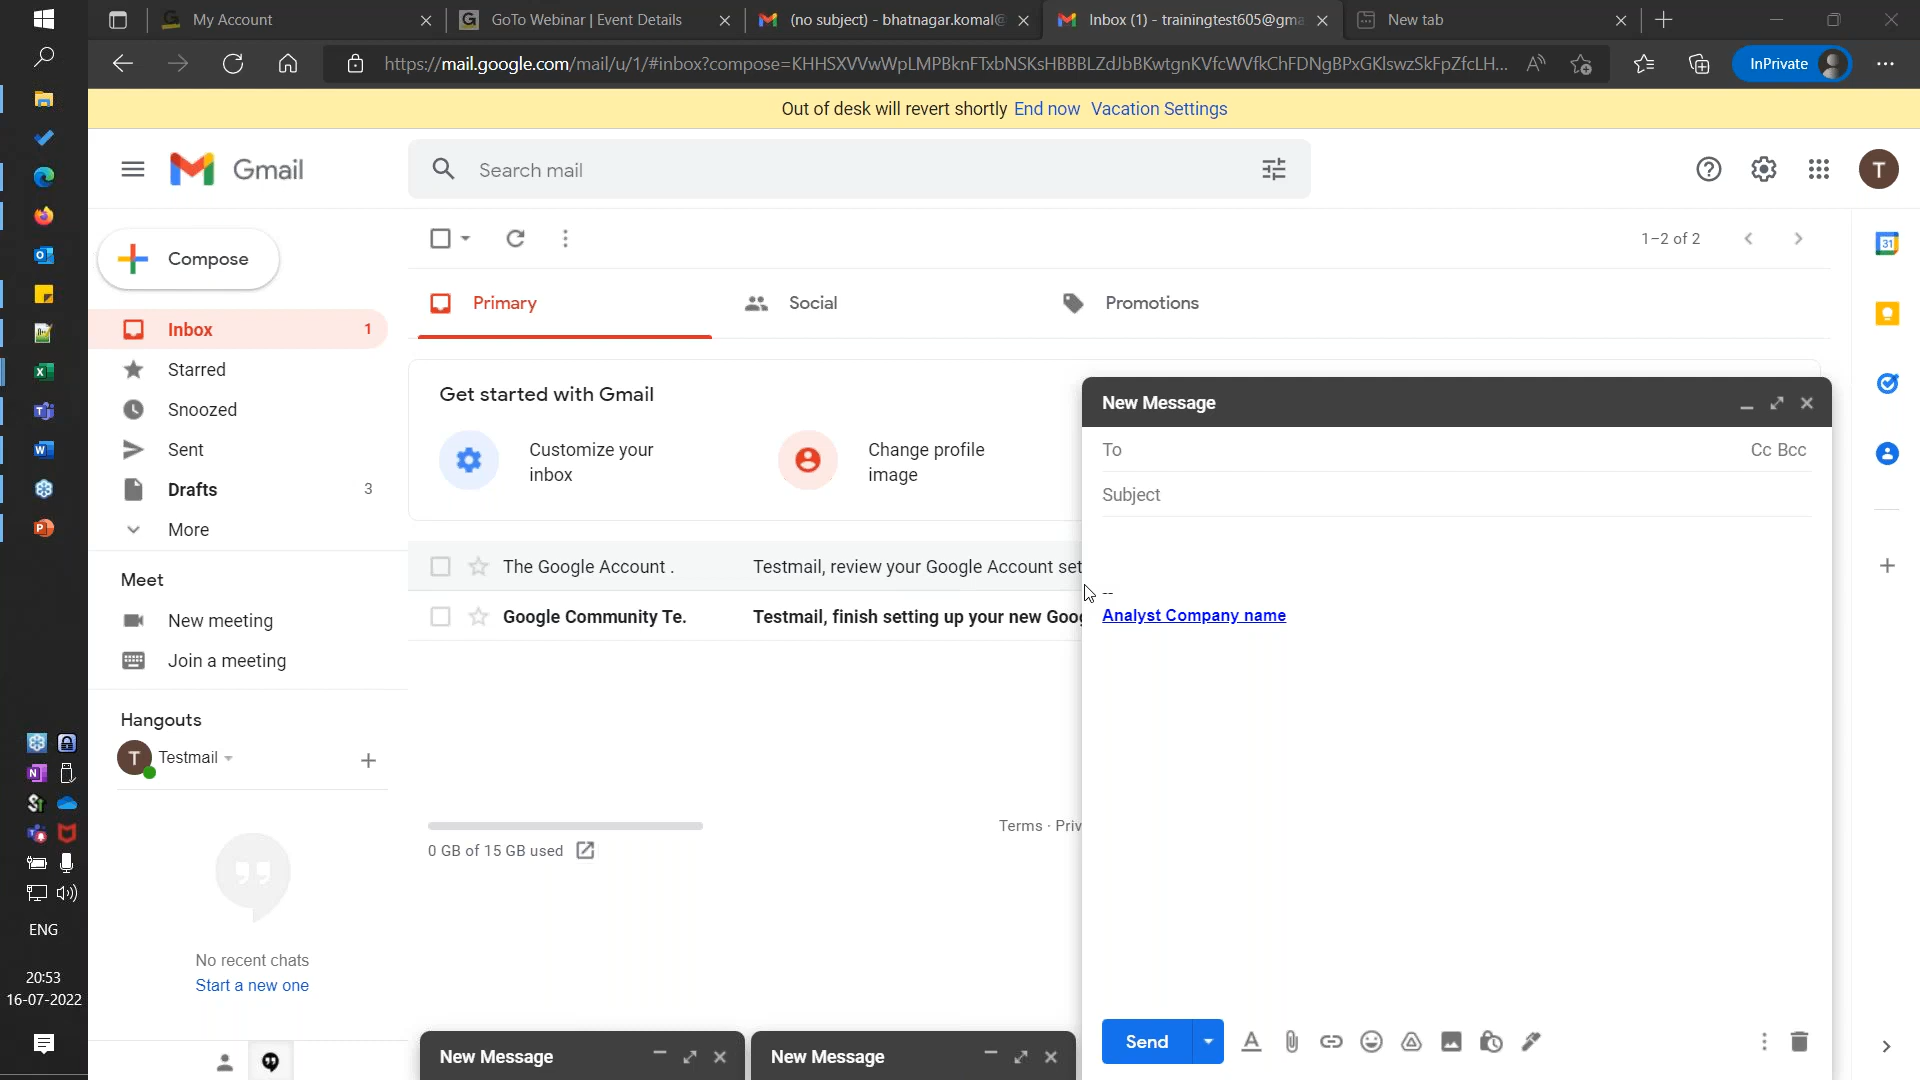 My Account
GoTo Webinar | Event Details
(no subject) - bhatnagar.komal@
Inbox (1) - trainingtest605@gma
New tab
https://mail.google.com/mail/u/1/#inbox?compose=
InPrivate
Out of desk will revert shortly End now Vacation Settings
Gmail
Search mail
T
Compose
1–2 of 2
Primary
Social
Promotions
Inbox 1
Starred
Snoozed
Sent
Drafts 3
More
Get started with Gmail
Customize your
inbox
Change profile
image
The Google Account . Testmail, review your Google Account set
Google Community Te. Testmail, finish setting up your new Goo
Meet
New meeting
Join a meeting
Hangouts
T Testmail
No recent chats
Start a new one
0 GB of 15 GB used
Terms · Priv
New Message
To
Cc Bcc
Subject
--
Analyst Company name
Send
New Message
New Message
31
ENG
20:53
16-07-2022